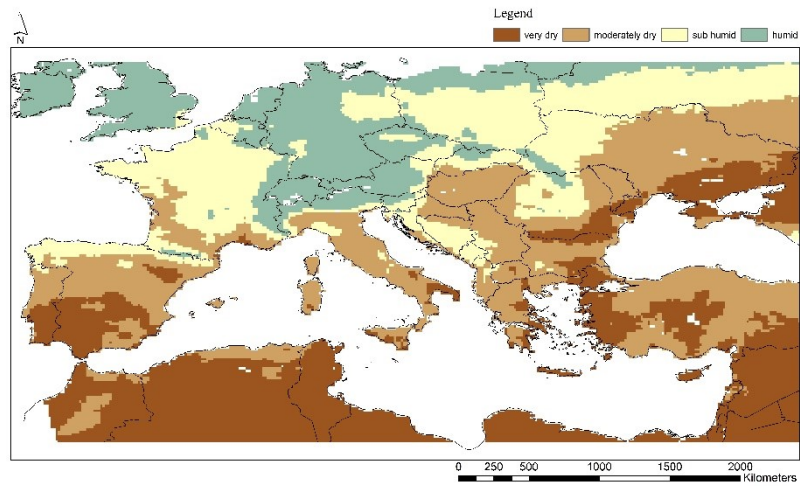 Legend
very dry moderately dry sub humid humid
N
0 250 500 1000 1500 2000
Kilometers